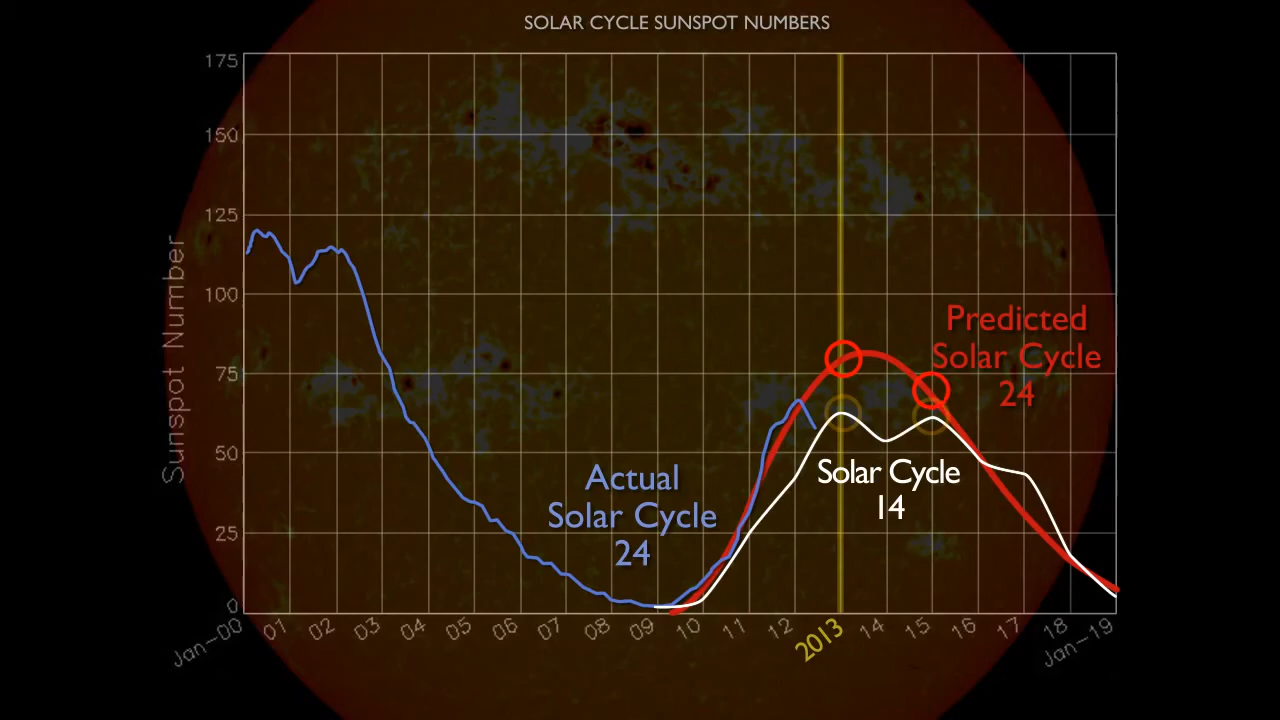 SOLAR CYCLE SUNSPOT NUMBERS
175
150
125
100
75
50
25
0
Sunspot Number
Predicted
Solar Cycle
24
Actual
Solar Cycle
24
Solar Cycle
14
Jan-00 01 02 03 04 05 06 07 08 09 10 11 12 2013 14 15 16 17 18 Jan-19